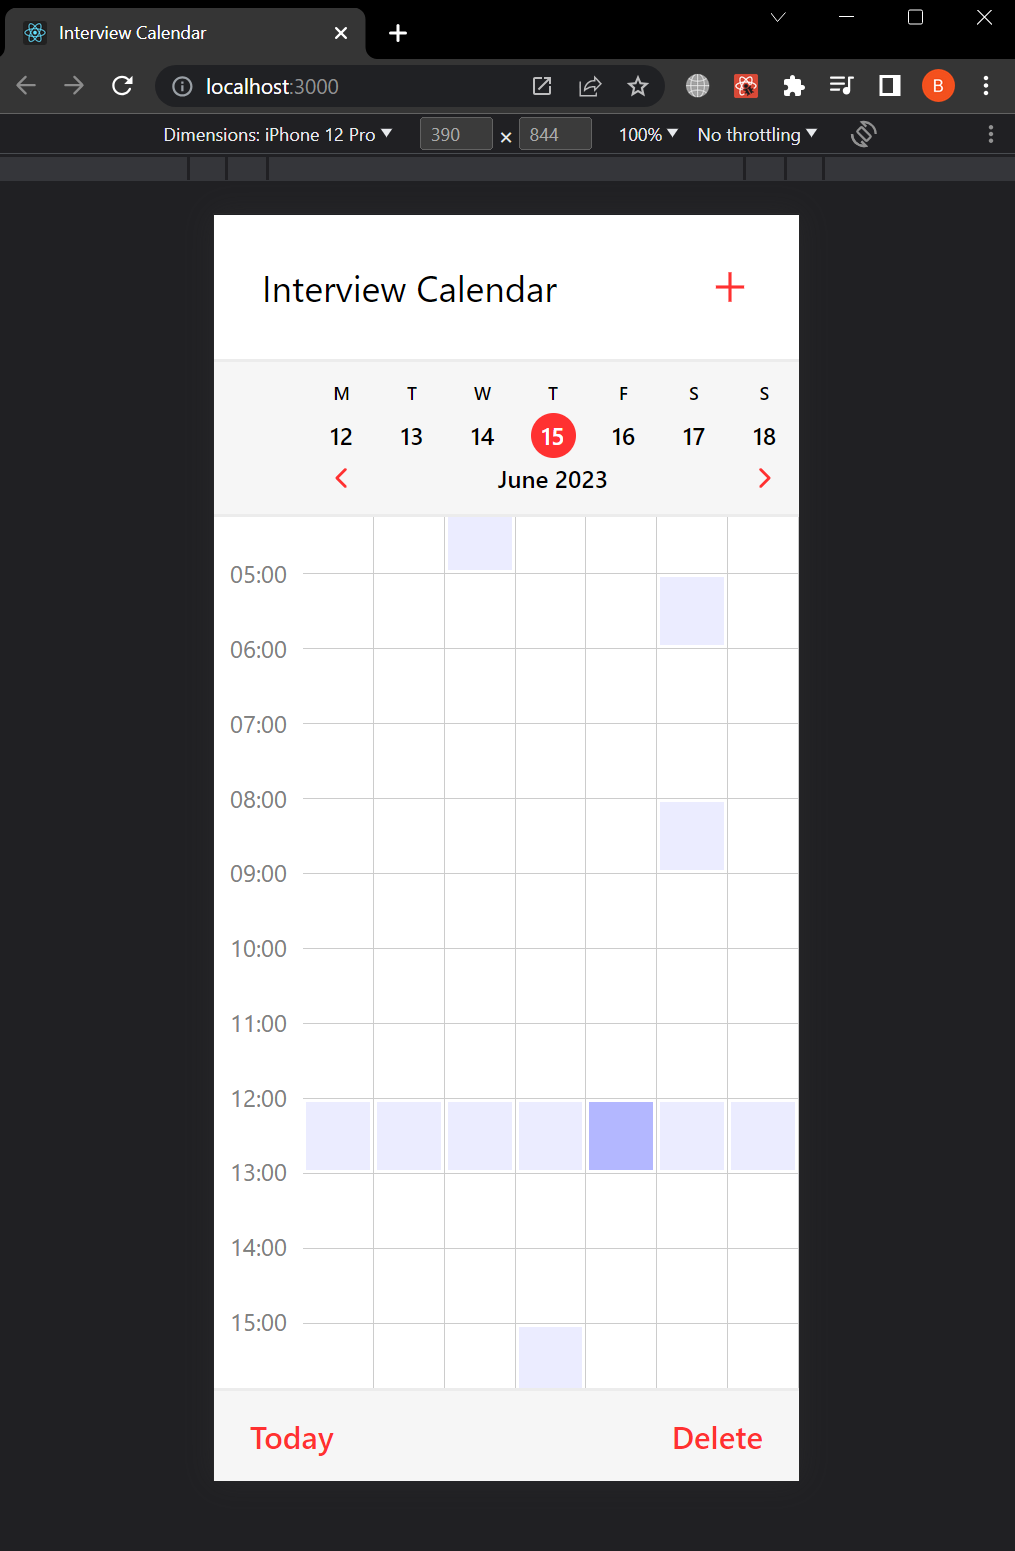 Interview Calendar
localhost:3000
B
Dimensions: iPhone 12 Pro 390 × 844 100% No throttling
Interview Calendar
M T W T F S S
12 13 14 15 16 17 18
June 2023
05:00
06:00
07:00
08:00
09:00
10:00
11:00
12:00
13:00
14:00
15:00
Today Delete